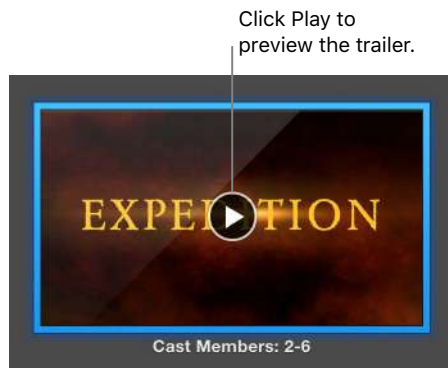 Click Play to
preview the trailer.
EXPEDITION
Cast Members: 2-6